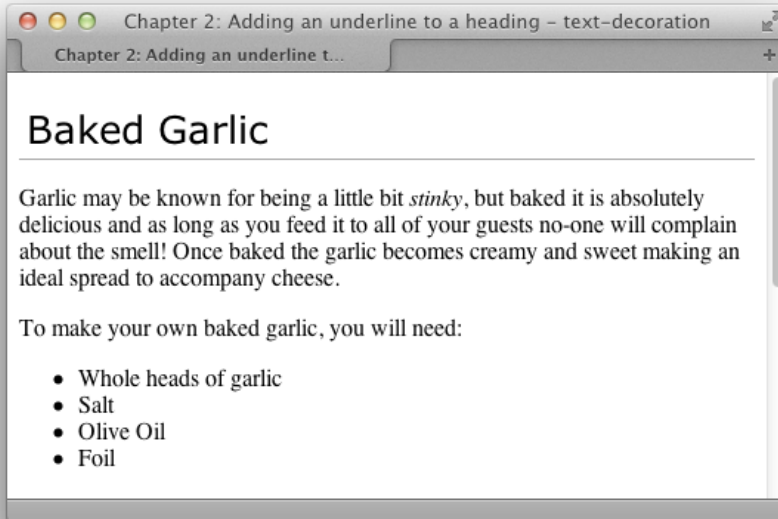 Chapter 2: Adding an underline to a heading – text-decoration
Chapter 2: Adding an underline t...
Baked Garlic
Garlic may be known for being a little bit stinky, but baked it is absolutely
delicious and as long as you feed it to all of your guests no-one will complain
about the smell! Once baked the garlic becomes creamy and sweet making an
ideal spread to accompany cheese.
To make your own baked garlic, you will need:
• Whole heads of garlic
• Salt
• Olive Oil
• Foil